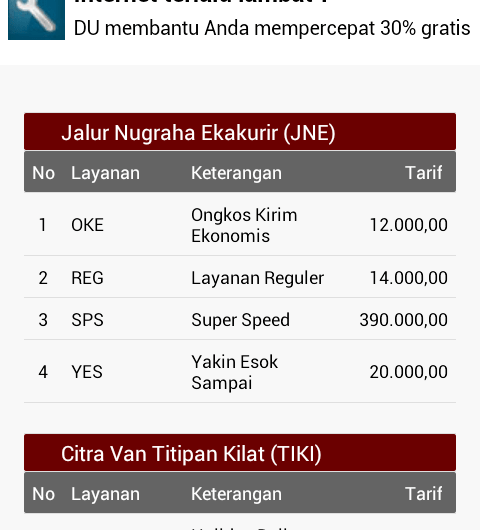 DU membantu Anda mempercepat 30% gratis
Jalur Nugraha Ekakurir (JNE)
No Layanan Keterangan Tarif
1 OKE Ongkos Kirim Ekonomis 12.000,00
2 REG Layanan Reguler 14.000,00
3 SPS Super Speed 390.000,00
4 YES Yakin Esok Sampai 20.000,00
Citra Van Titipan Kilat (TIKI)
No Layanan Keterangan Tarif